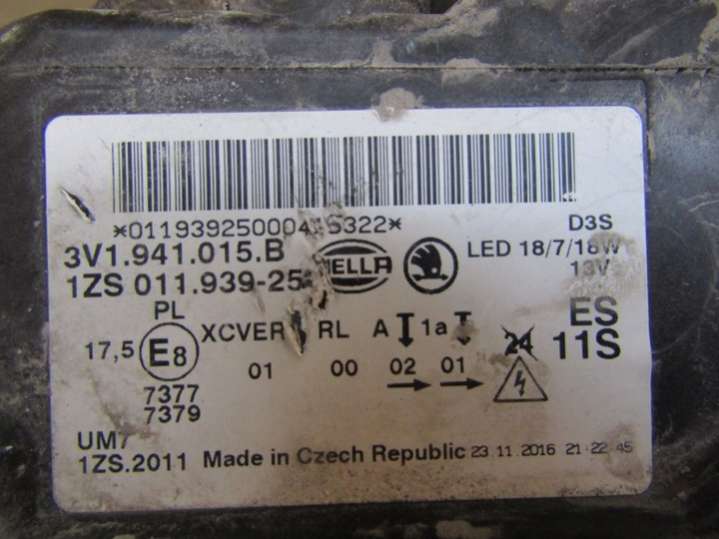 D3S
3V1.941.015.B
HELLA
LED 18/7/18W
1ZS 011.939-25
13V
PL
ES
17,5 E8 XCVER RL A 1a 24 11S
01 00 02 01
7377
7379
UM7
1ZS.2011 Made in Czech Republic 23.11.2016 21:22:45